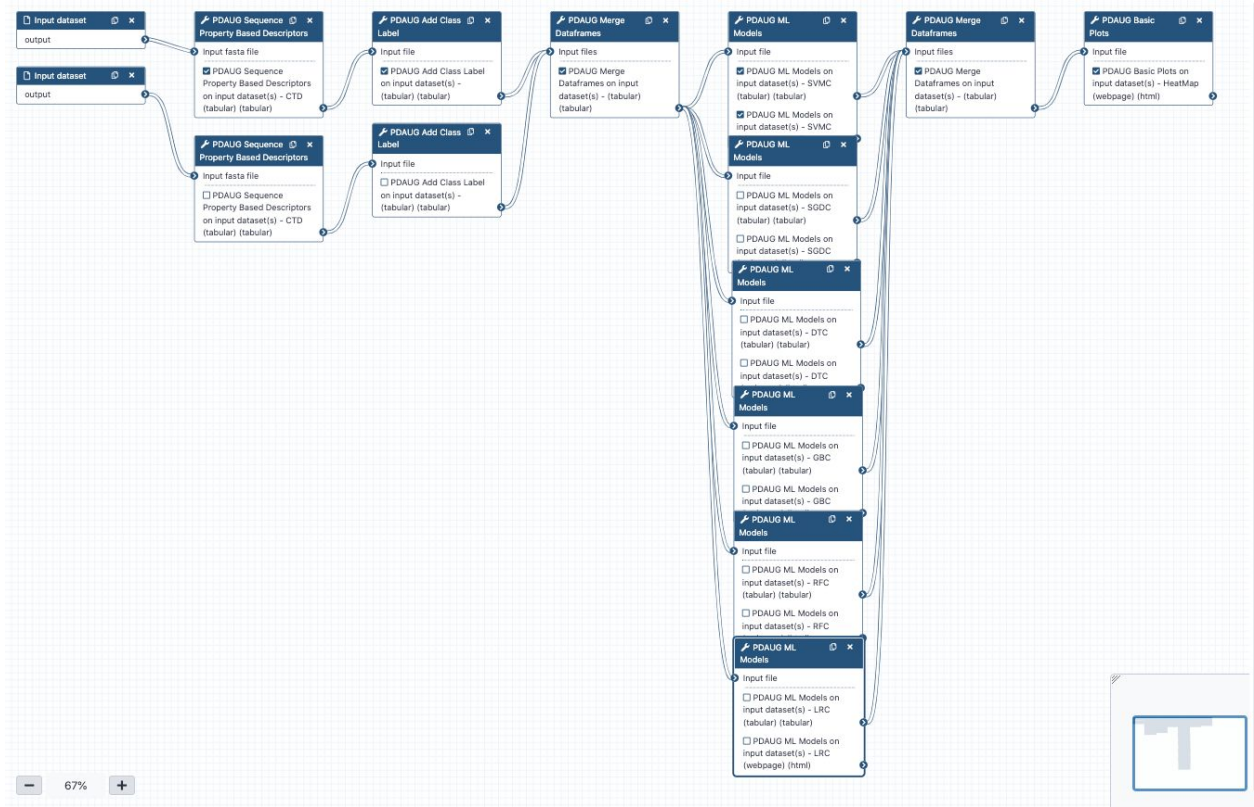 Input dataset
output
Input dataset
output
PDAUG Sequence
Property Based Descriptors
Input fasta file
PDAUG Sequence
Property Based Descriptors
on input dataset(s) - CTD
(tabular) (tabular)
PDAUG Sequence
Property Based Descriptors
Input fasta file
PDAUG Sequence
Property Based Descriptors
on input dataset(s) - CTD
(tabular) (tabular)
PDAUG Add Class
Label
Input file
PDAUG Add Class Label
on input dataset(s) -
(tabular) (tabular)
PDAUG Add Class
Label
Input file
PDAUG Add Class Label
on input dataset(s) -
(tabular) (tabular)
PDAUG Merge
Dataframes
Input files
PDAUG Merge
Dataframes on input
dataset(s) - (tabular)
(tabular)
PDAUG ML
Models
Input file
PDAUG ML Models on
input dataset(s) - SVMC
(tabular) (tabular)
PDAUG ML Models on
input dataset(s) - SVMC
PDAUG ML
Models
Input file
PDAUG ML Models on
input dataset(s) - SGDC
(tabular) (tabular)
PDAUG ML Models on
input dataset(s) - SGDC
PDAUG ML
Models
Input file
PDAUG ML Models on
input dataset(s) - DTC
(tabular) (tabular)
PDAUG ML Models on
input dataset(s) - DTC
PDAUG ML
Models
Input file
PDAUG ML Models on
input dataset(s) - GBC
(tabular) (tabular)
PDAUG ML Models on
input dataset(s) - GBC
PDAUG ML
Models
Input file
PDAUG ML Models on
input dataset(s) - RFC
(tabular) (tabular)
PDAUG ML Models on
input dataset(s) - RFC
PDAUG ML
Models
Input file
PDAUG ML Models on
input dataset(s) - LRC
(tabular) (tabular)
PDAUG ML Models on
input dataset(s) - LRC
(webpage) (html)
PDAUG Merge
Dataframes
Input files
PDAUG Merge
Dataframes on input
dataset(s) - (tabular)
(tabular)
PDAUG Basic
Plots
Input file
PDAUG Basic Plots on
input dataset(s) - HeatMap
(webpage) (html)
67%